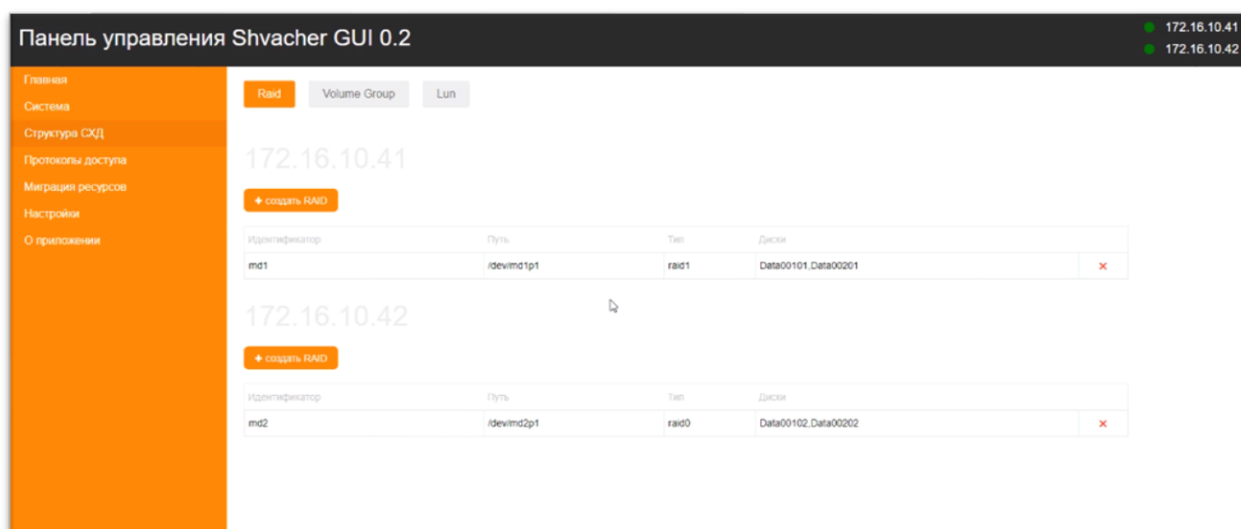 Панель управления Shvacher GUI 0.2
172.16.10.41
172.16.10.42
Главная
Система
Структура СХД
Протоколы доступа
Миграция ресурсов
Настройки
О приложении
Raid Volume Group Lun
172.16.10.41
+ создать RAID
Идентификатор Путь Тип Диски
md1 /dev/md1p1 raid1 Data00101,Data00201 ×
172.16.10.42
+ создать RAID
Идентификатор Путь Тип Диски
md2 /dev/md2p1 raid0 Data00102,Data00202 ×